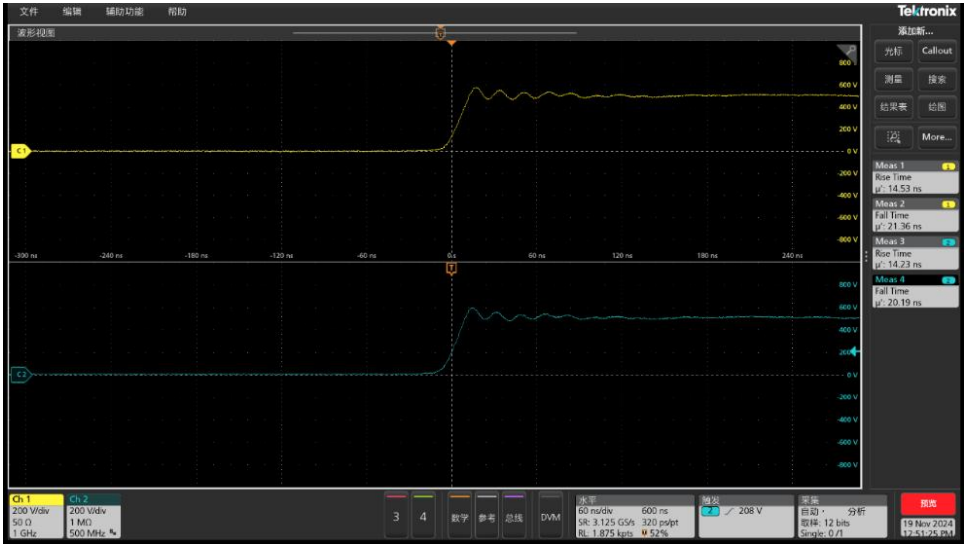 文件 编辑 辅助功能 帮助
Tektronix
波形视图
添加新...
光标 Callout
测量 搜索
结果表 绘图
More...
800
600 V
400 V
200 V
C1
0 V
-200 V
-400 V
-600 V
-800 V
-300 ns -240 ns -180 ns -120 ns -60 ns 0 s 60 ns 120 ns 180 ns 240 ns
T
800 V
600 V
400 V
200
C2
0 V
-200 V
-400 V
-600 V
-800 V
Meas 1 1
Rise Time
μ': 14.53 ns
Meas 2 1
Fall Time
μ': 21.36 ns
Meas 3 2
Rise Time
μ': 14.23 ns
Meas 4 2
Fall Time
μ': 20.19 ns
Ch 1
200 V/div
50 Ω
1 GHz
Ch 2
200 V/div
1 MΩ
500 MHz
3 4 数学 参考 总线 DVM
水平
60 ns/div 600 ns
SR: 3.125 GS/s 320 ps/pt
RL: 1.875 kpts 52%
触发
2 208 V
采集
自动, 分析
取样: 12 bits
Single: 0 /1
预览
19 Nov 2024
12:51:25 PM